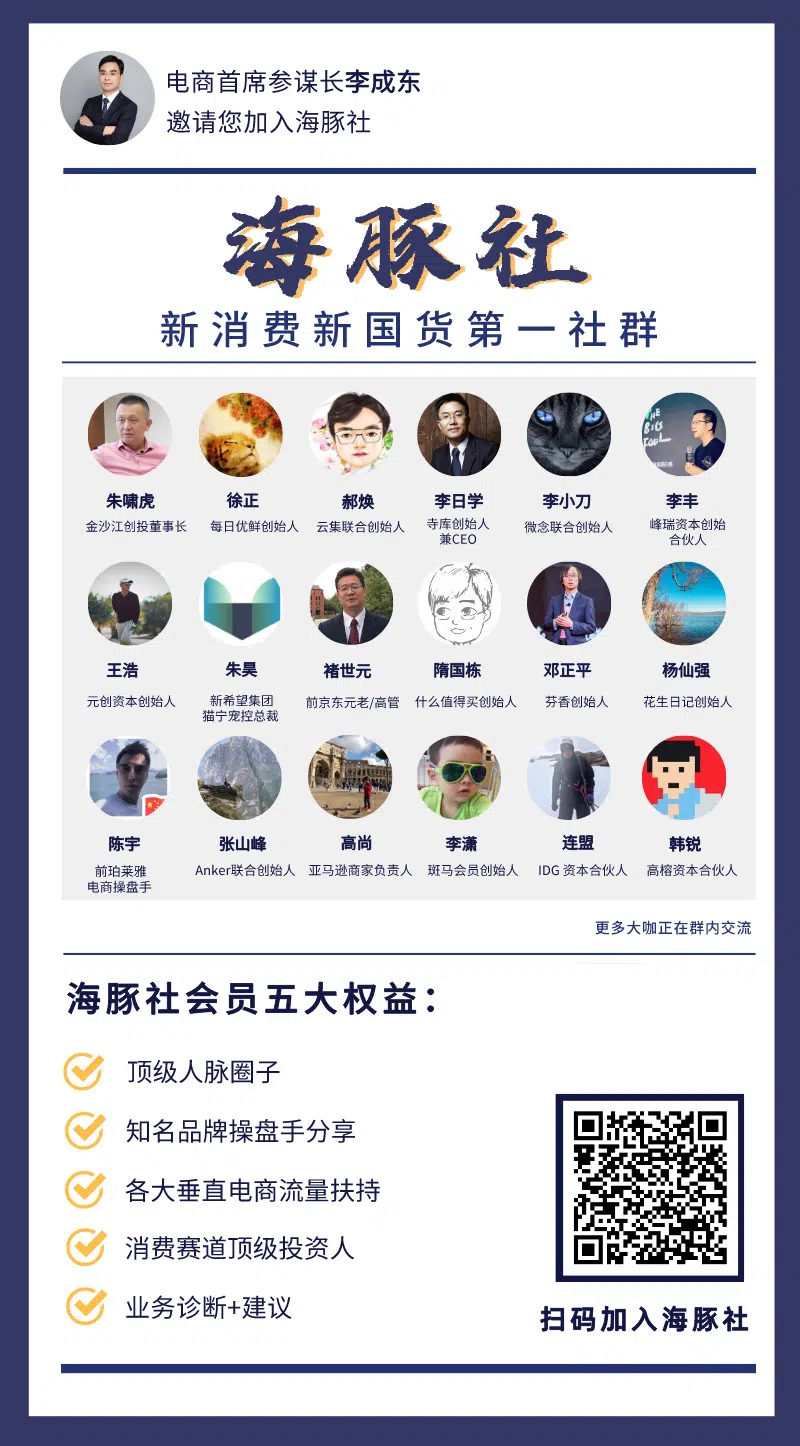 电商首席参谋长李成东
邀请您加入海豚社
海豚社
新消费新国货第一社群
THE
BIG
朱啸虎 徐正 郝焕 李日学 李小刀 李丰
金沙江创投董事长 每日优鲜创始人 云集联合创始人 寺库创始人 微念联合创始人 峰瑞资本创始
兼CEO 合伙人
王浩 朱昊 褚世元 隋国栋 邓正平 杨仙强
元创资本创始人 新希望集团 前京东元老/高管 什么值得买创始人 芬香创始人 花生日记创始人
猫宁宠控总裁
陈宇 张山峰 高尚 李潇 连盟 韩锐
前珀莱雅 Anker联合创始人 亚马逊商家负责人 斑马会员创始人 IDG 资本合伙人 高榕资本合伙人
电商操盘手
更多大咖正在群内交流
海豚社会员五大权益：
顶级人脉圈子
知名品牌操盘手分享
各大垂直电商流量扶持
消费赛道顶级投资人
业务诊断+建议
扫码加入海豚社